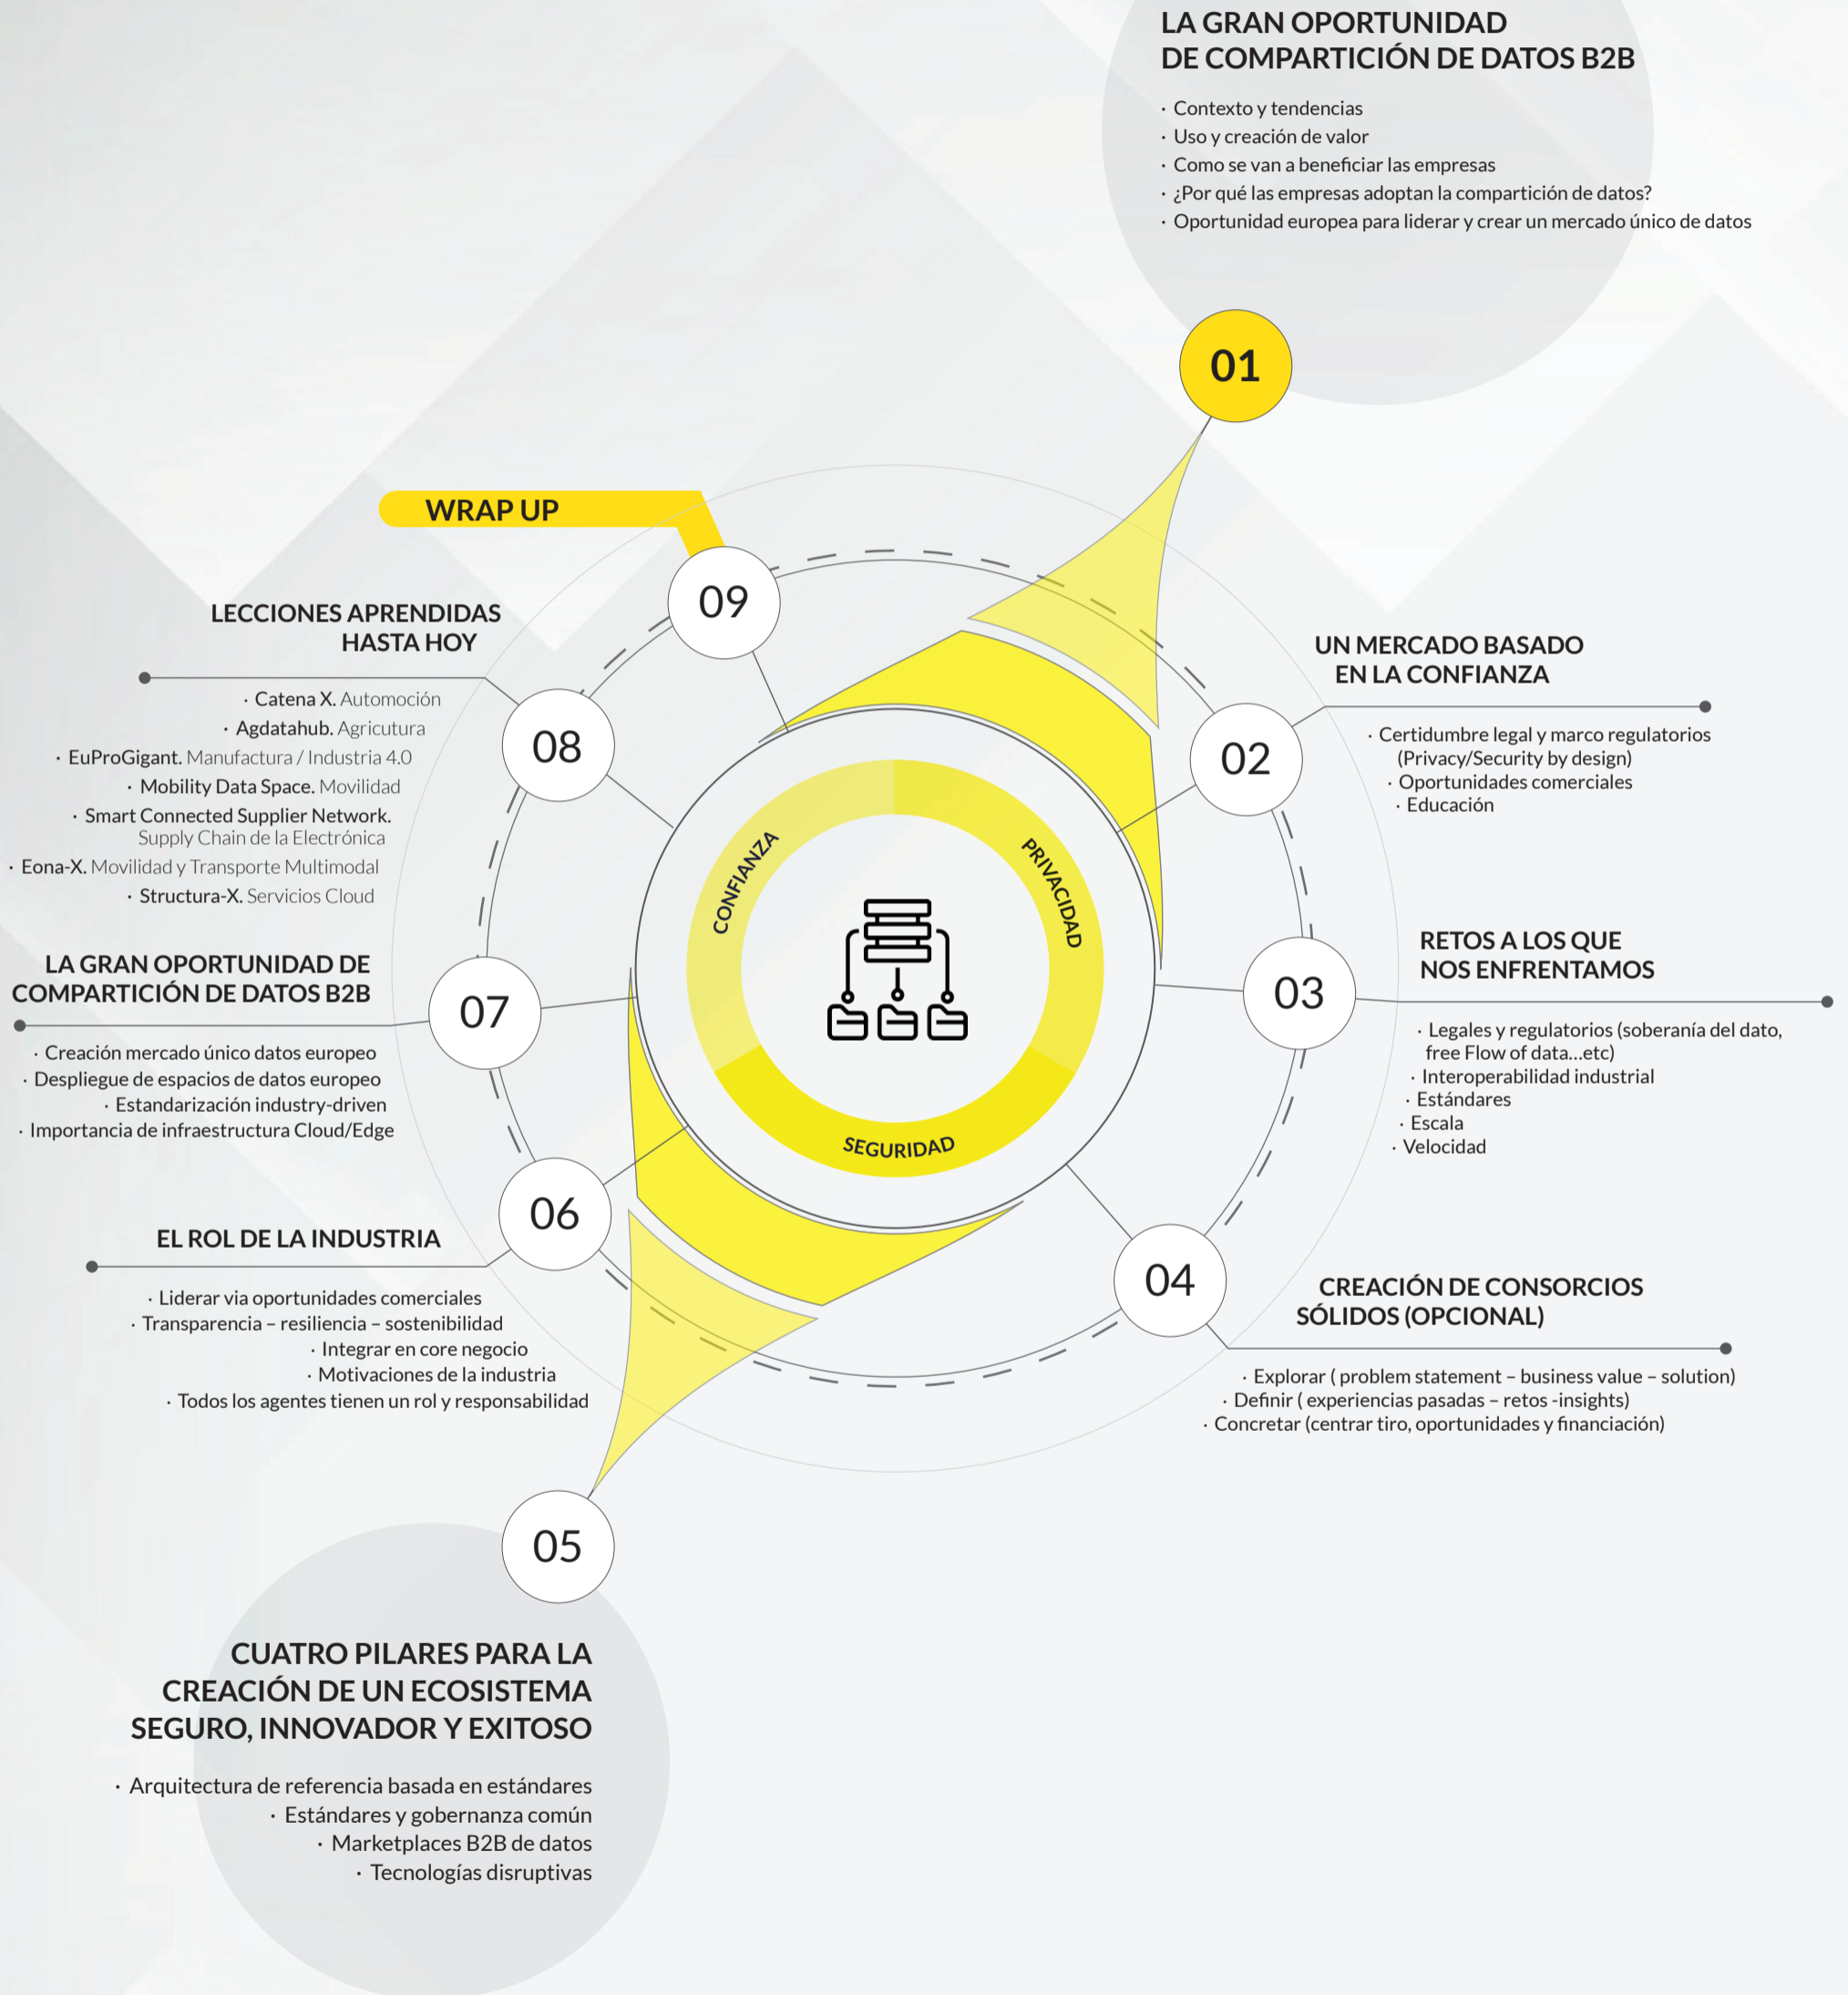 LA GRAN OPORTUNIDAD
DE COMPARTICIÓN DE DATOS B2B
· Contexto y tendencias
· Uso y creación de valor
· Como se van a beneficiar las empresas
· ¿Por qué las empresas adoptan la compartición de datos?
· Oportunidad europea para liderar y crear un mercado único de datos
01
UN MERCADO BASADO
EN LA CONFIANZA
02
· Certidumbre legal y marco regulatorios
(Privacy/Security by design)
· Oportunidades comerciales
· Educación
RETOS A LOS QUE
NOS ENFRENTAMOS
03
· Legales y regulatorios (soberanía del dato,
free Flow of data...etc)
· Interoperabilidad industrial
· Estándares
· Escala
· Velocidad
04
CREACIÓN DE CONSORCIOS
SÓLIDOS (OPCIONAL)
· Explorar ( problem statement – business value – solution)
· Definir ( experiencias pasadas – retos -insights)
· Concretar (centrar tiro, oportunidades y financiación)
05
CUATRO PILARES PARA LA
CREACIÓN DE UN ECOSISTEMA
SEGURO, INNOVADOR Y EXITOSO
· Arquitectura de referencia basada en estándares
· Estándares y gobernanza común
· Marketplaces B2B de datos
· Tecnologías disruptivas
06
EL ROL DE LA INDUSTRIA
· Liderar via oportunidades comerciales
· Transparencia – resiliencia – sostenibilidad
· Integrar en core negocio
· Motivaciones de la industria
· Todos los agentes tienen un rol y responsabilidad
LA GRAN OPORTUNIDAD DE
COMPARTICIÓN DE DATOS B2B
07
· Creación mercado único datos europeo
· Despliegue de espacios de datos europeo
· Estandarización industry-driven
· Importancia de infraestructura Cloud/Edge
LECCIONES APRENDIDAS
HASTA HOY
08
· Catena X. Automoción
· Agdatahub. Agricutura
· EuProGigant. Manufactura / Industria 4.0
· Mobility Data Space. Movilidad
· Smart Connected Supplier Network.
Supply Chain de la Electrónica
· Eona-X. Movilidad y Transporte Multimodal
· Structura-X. Servicios Cloud
WRAP UP
09
CONFIANZA
PRIVACIDAD
SEGURIDAD